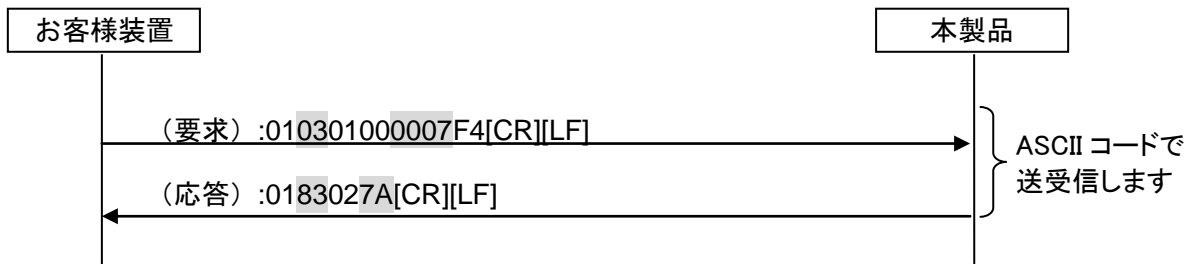 お客様装置
本製品
（要求）:010301000007F4[CR][LF]
（応答）:0183027A[CR][LF]
ASCII コードで
送受信します